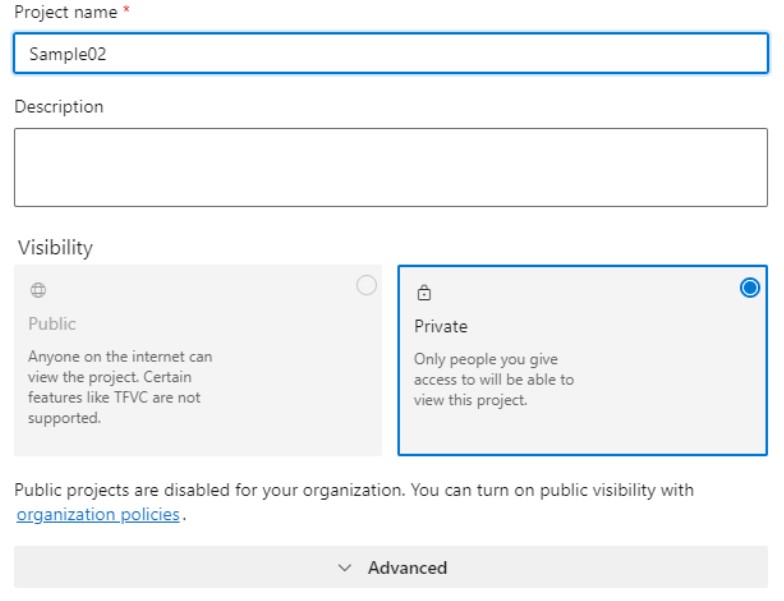 Project name *
Sample02
Description
Visibility
Public
Anyone on the internet can
view the project. Certain
features like TFVC are not
supported.
Private
Only people you give
access to will be able to
view this project.
Public projects are disabled for your organization. You can turn on public visibility with
organization policies.
Advanced